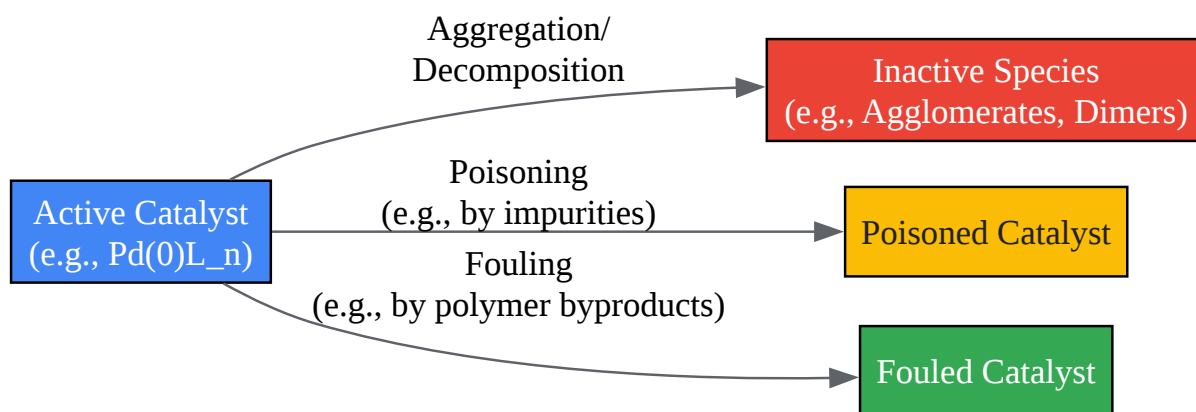 Aggregation/
Decomposition
Inactive Species
(e.g., Agglomerates, Dimers)
Active Catalyst
(e.g., Pd(0)L_n)
Poisoning
(e.g., by impurities)
Poisoned Catalyst
Fouling
(e.g., by polymer byproducts)
Fouled Catalyst